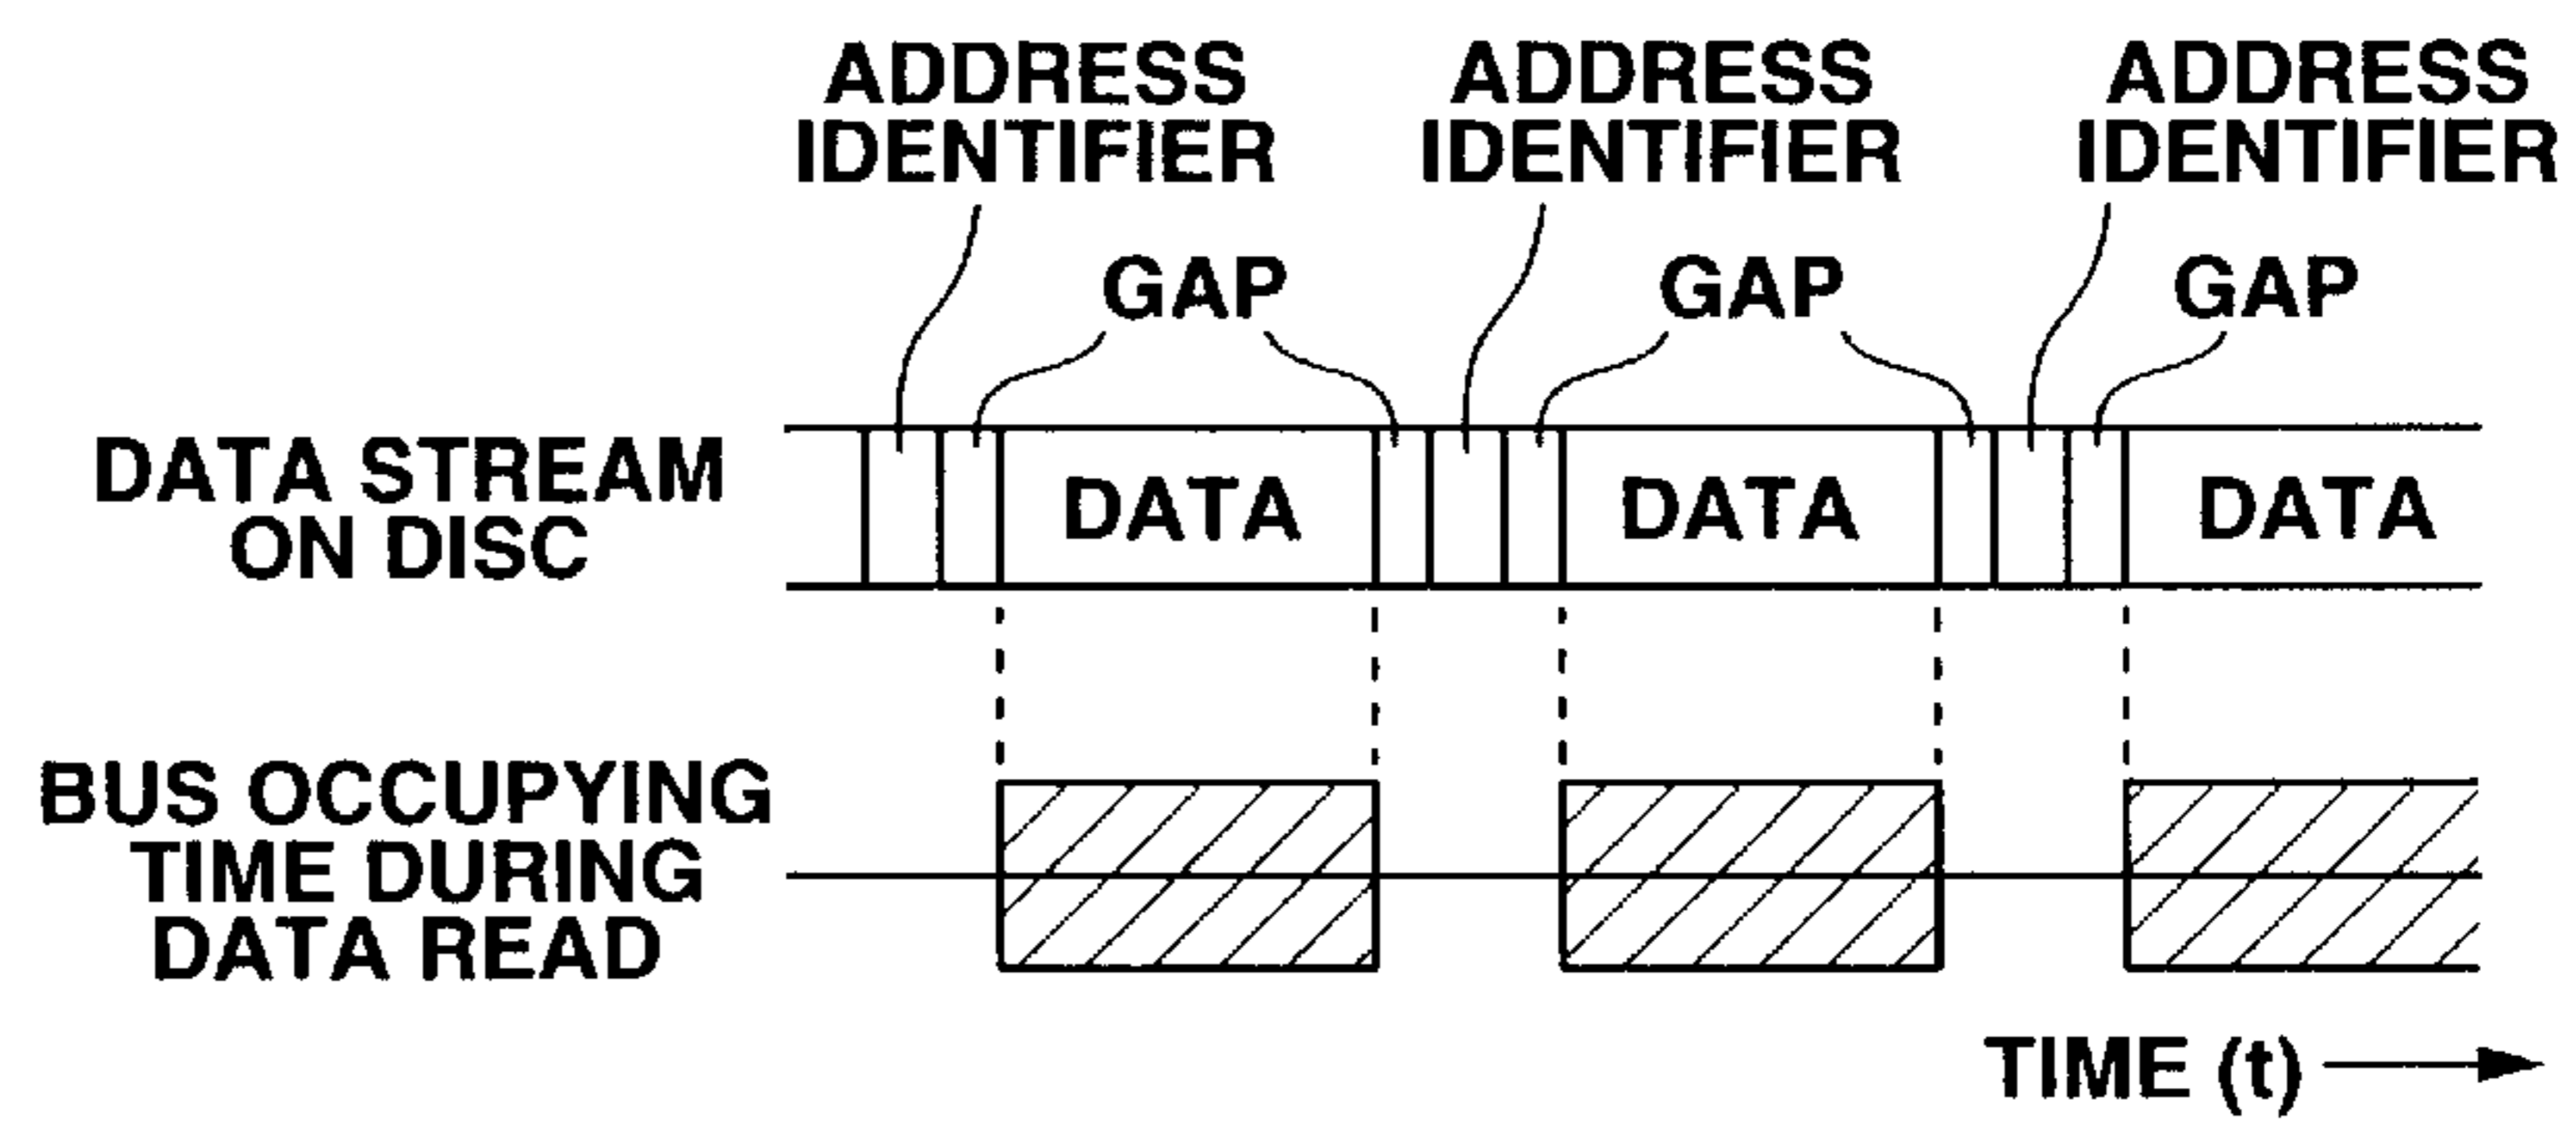 ADDRESS
IDENTIFIER
ADDRESS
IDENTIFIER
ADDRESS
IDENTIFIER
GAP
GAP
GAP
DATA STREAM
ON DISC
DATA
DATA
DATA
BUS OCCUPYING
TIME DURING
DATA READ
TIME (t)